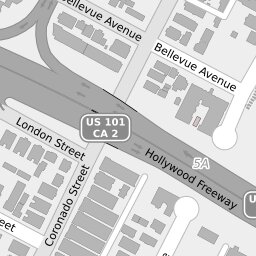 Bellevue Avenue
Bellevue Avenue
US 101
CA 2
London Street
Hollywood Freeway
5A
Coronado Street